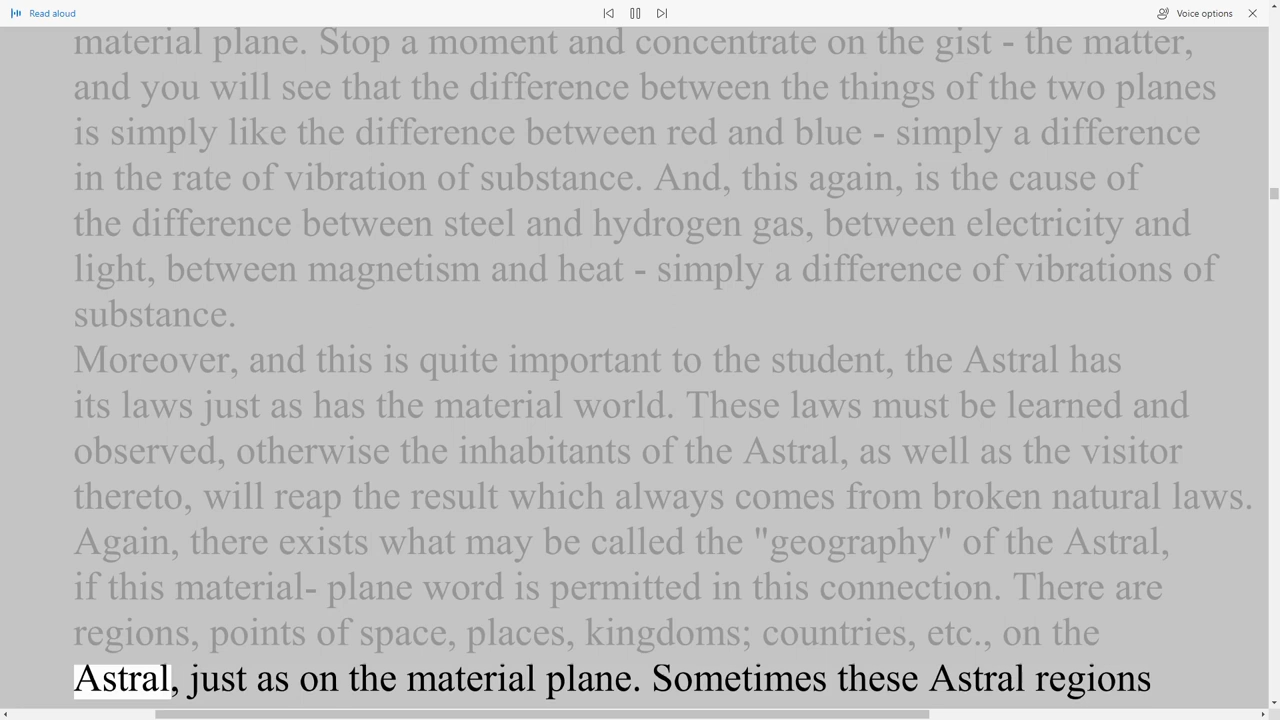 Read aloud
Voice options
material plane. Stop a moment and concentrate on the gist - the matter,
and you will see that the difference between the things of the two planes
is simply like the difference between red and blue - simply a difference
in the rate of vibration of substance. And, this again, is the cause of
the difference between steel and hydrogen gas, between electricity and
light, between magnetism and heat - simply a difference of vibrations of
substance.
Moreover, and this is quite important to the student, the Astral has
its laws just as has the material world. These laws must be learned and
observed, otherwise the inhabitants of the Astral, as well as the visitor
thereto, will reap the result which always comes from broken natural laws.
Again, there exists what may be called the "geography" of the Astral,
if this material- plane word is permitted in this connection. There are
regions, points of space, places, kingdoms; countries, etc., on the
Astral, just as on the material plane. Sometimes these Astral regions